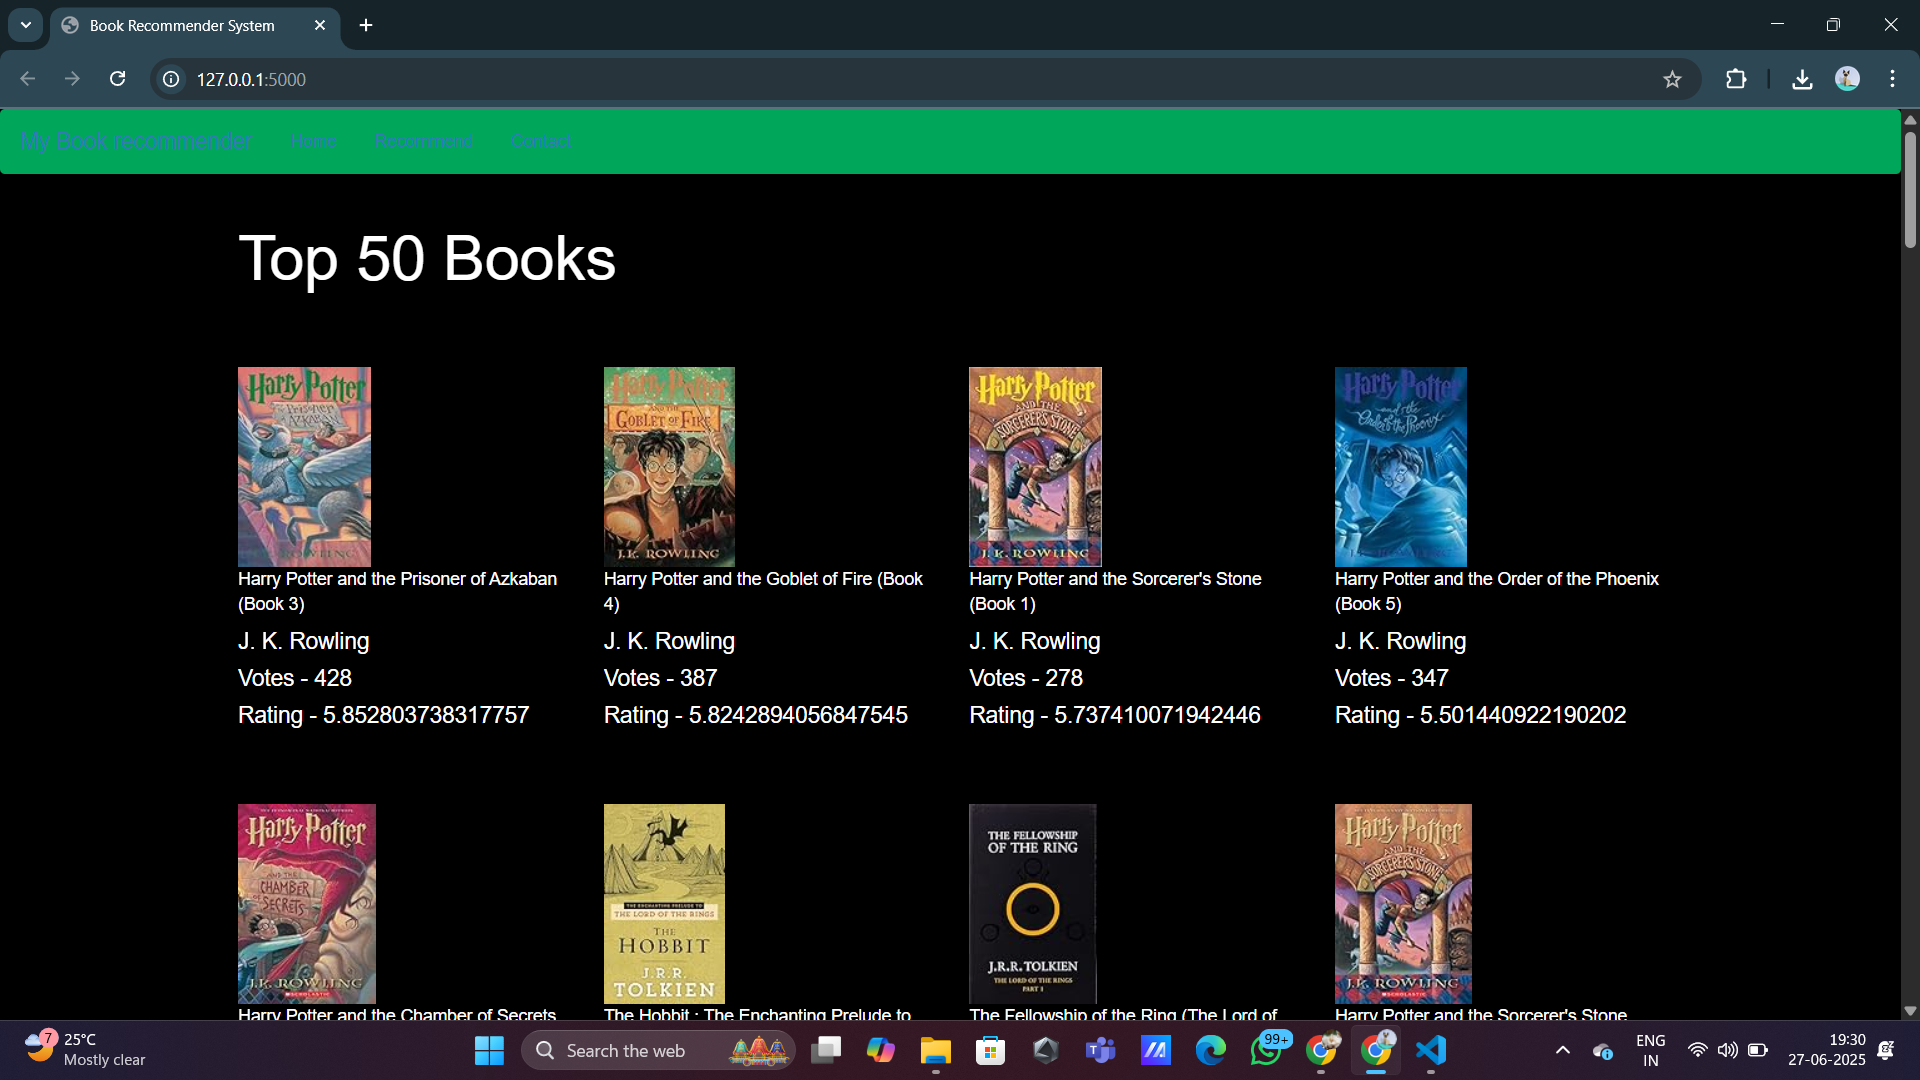 Book Recommender System
127.0.0.1:5000
My Book recommender Home Recommend Contact
Top 50 Books
Harry Potter
The Prisoner of
AZKABAN
Harry Potter
AND THE
GOBLET OF FIRE
J.K. ROWLING
Harry Potter
AND THE
SORCERER'S STONE
J. K. ROWLING
Harry Potter
and the
Order of the Phoenix
Harry Potter and the Prisoner of Azkaban
(Book 3)
J. K. Rowling
Votes - 428
Rating - 5.852803738317757
Harry Potter and the Goblet of Fire (Book
4)
J. K. Rowling
Votes - 387
Rating - 5.8242894056847545
Harry Potter and the Sorcerer's Stone
(Book 1)
J. K. Rowling
Votes - 278
Rating - 5.737410071942446
Harry Potter and the Order of the Phoenix
(Book 5)
J. K. Rowling
Votes - 347
Rating - 5.501440922190202
Harry Potter
AND THE
CHAMBER
OF SECRETS
J.K. ROWLING
SCHOLASTIC
THE ENCHANTING PRELUDE TO
THE LORD OF THE RINGS
THE
HOBBIT
J.R.R.
TOLKIEN
THE FELLOWSHIP
OF THE RING
J.R.R.TOLKIEN
THE LORD OF THE RINGS
PART 1
Harry Potter
AND THE
SORCERER'S STONE
J.K. ROWLING
SCHOLASTIC
Harry Potter and the Chamber of Secrets
The Hobbit : The Enchanting Prelude to
The Fellowship of the Ring (The Lord of
Harry Potter and the Sorcerer's Stone
7
25°C
Mostly clear
Search the web
99+
ENG
IN
19:30
27-06-2025